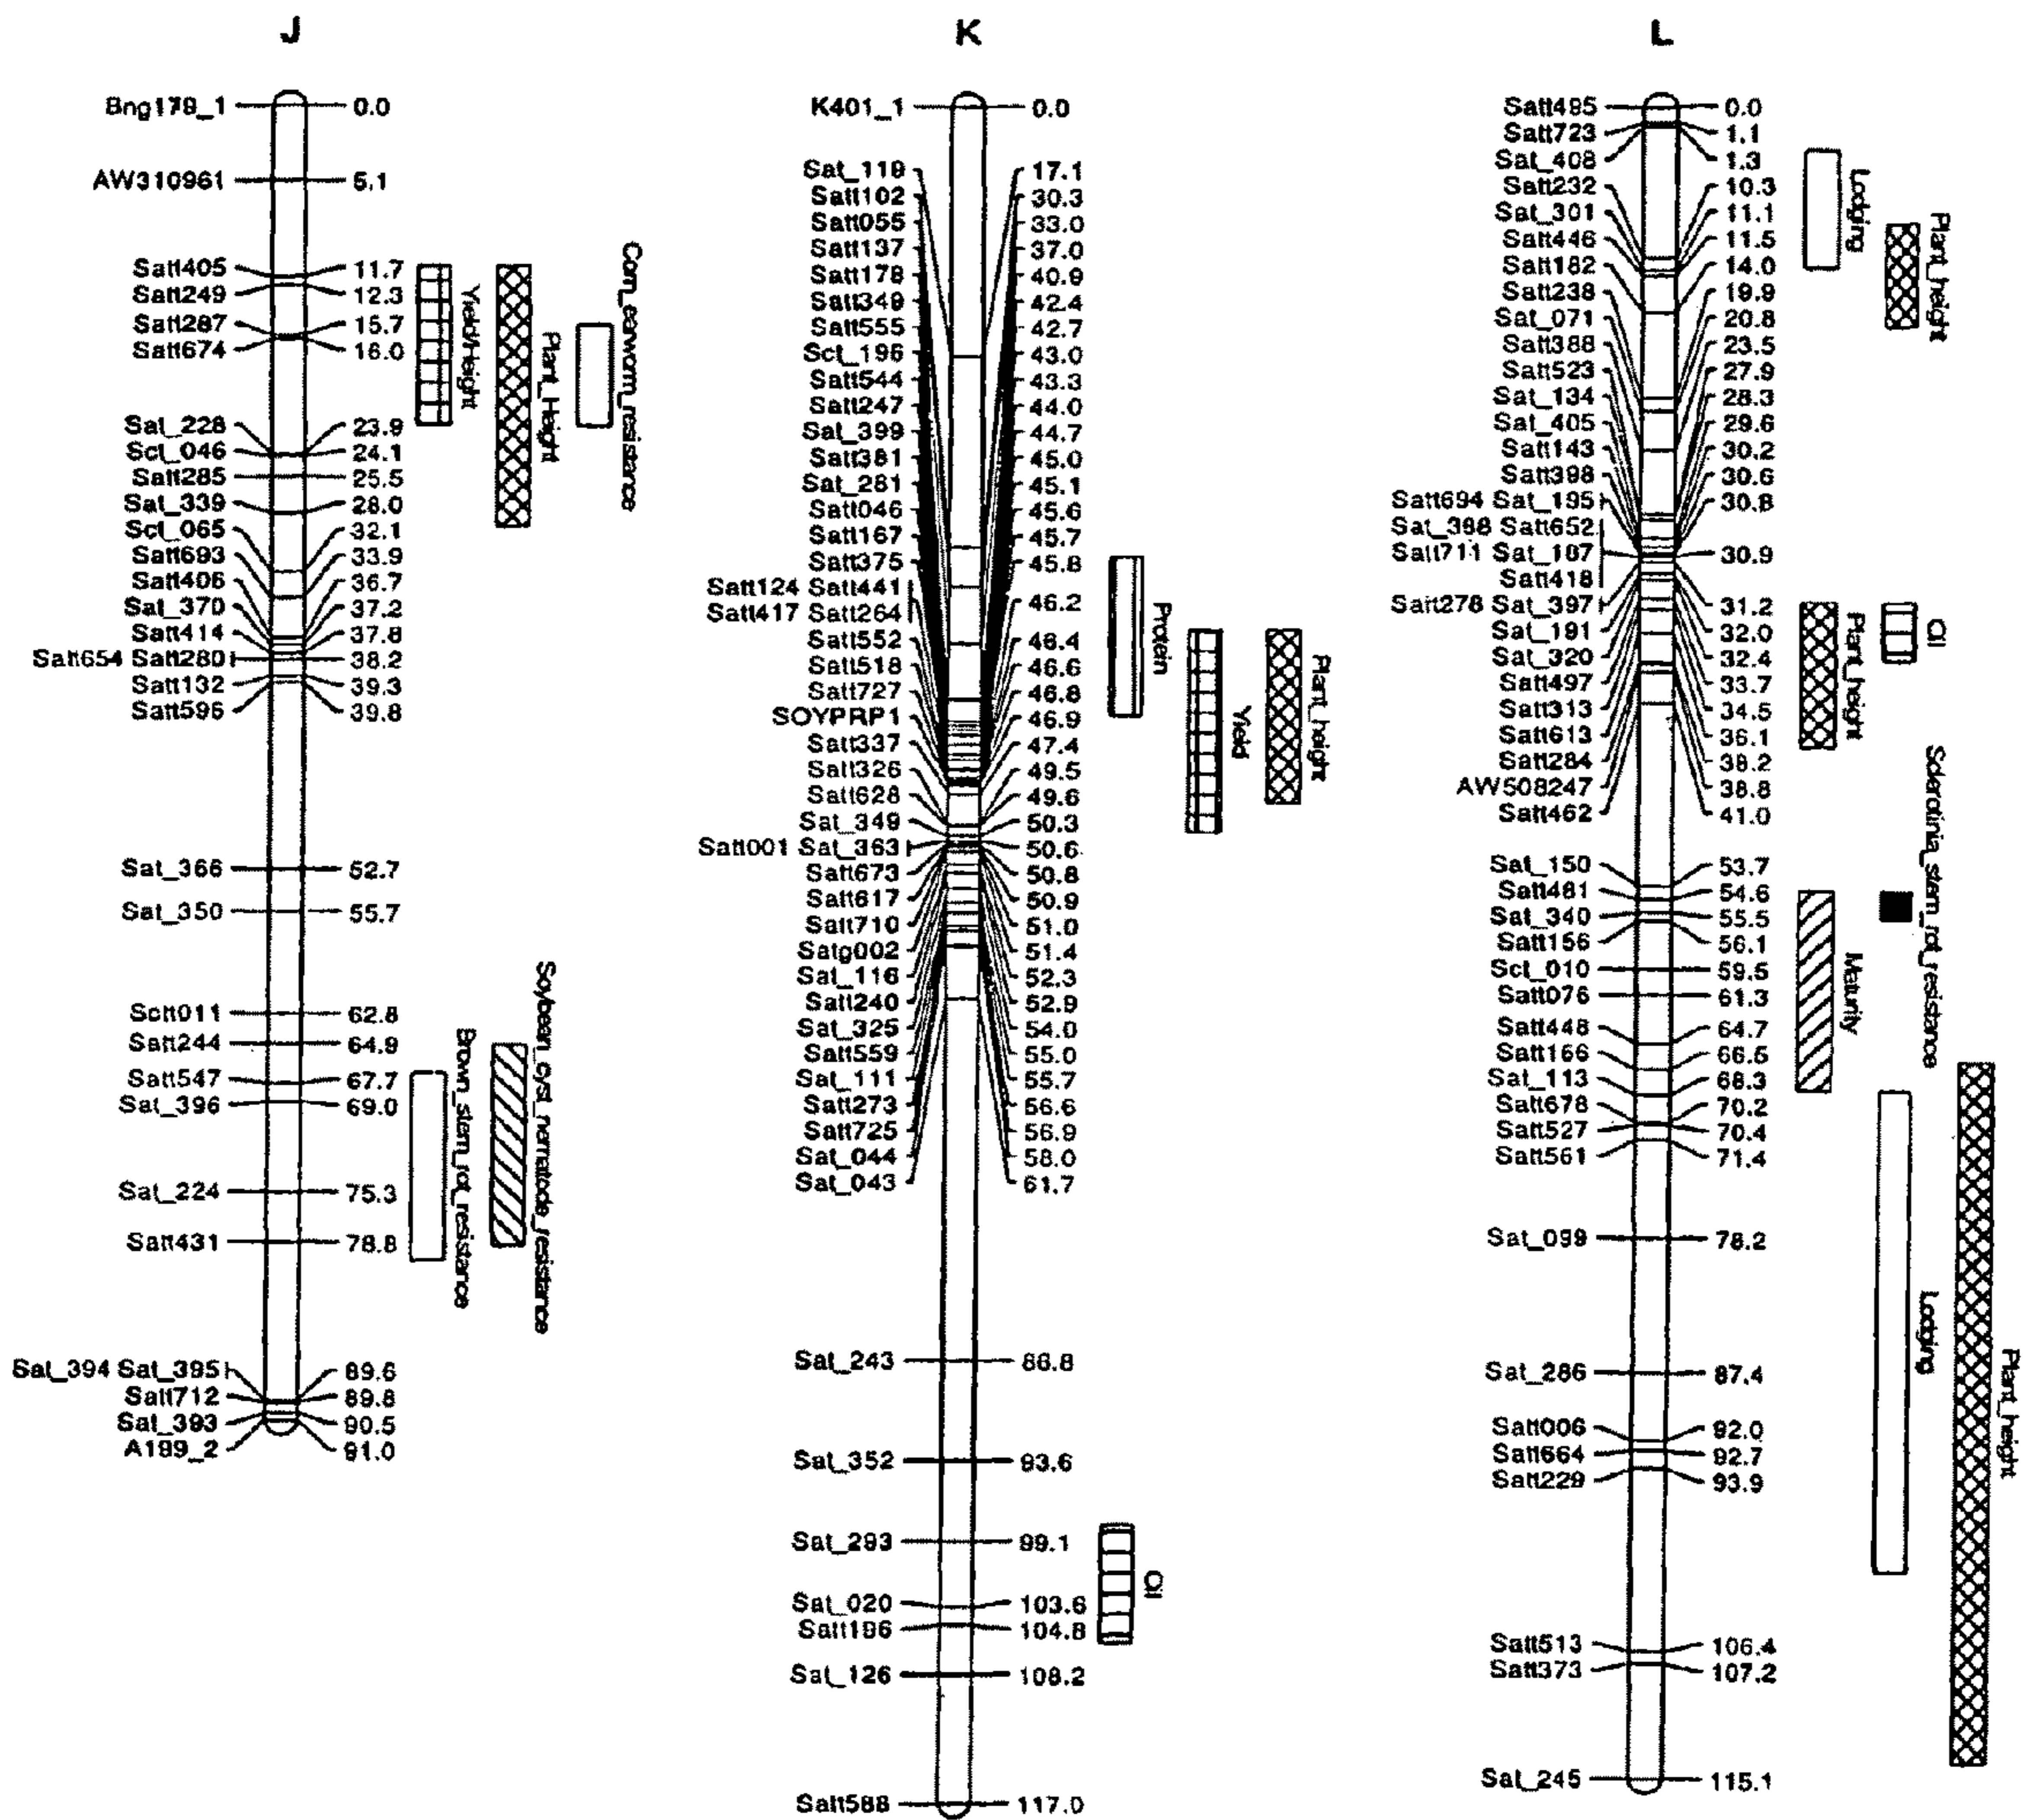 J
Bng179_1 0.0
AW310961 5.1
Satt405 11.7
Satt249 12.3
Satt287 15.7
Satt674 16.0
Sat_228 23.9
Sct_046 24.1
Satt285 25.5
Sat_339 28.0
Sct_065 32.1
Satt693 33.9
Satt406 36.7
Sat_370 37.2
Satt414 37.8
Satt654 Satt280 38.2
Satt132 39.3
Satt596 39.8
Sat_366 52.7
Sat_350 55.7
Sctt011 62.8
Satt244 64.9
Satt547 67.7
Sat_396 69.0
Sat_224 75.3
Satt431 78.8
Sat_394 Sat_395 89.6
Satt712 89.8
Sat_393 90.5
A199_2 91.0
Yield/Height
Plant_Height
Corn_earworm_resistance
Brown_stem_rot_resistance
Soybean_cyst_nematode_resistance
K
K401_1 0.0
Sat_119 17.1
Satt102 30.3
Satt055 33.0
Satt137 37.0
Satt178 40.9
Satt349 42.4
Satt555 42.7
Sct_196 43.0
Satt544 43.3
Satt247 44.0
Sat_399 44.7
Satt381 45.0
Sat_281 45.1
Satt046 45.6
Satt167 45.7
Satt375 45.8
Satt124 Satt441
Satt417 Satt264 46.2
Satt552 46.4
Satt518 46.6
Satt727 46.8
SOYPRP1 46.9
Satt337 47.4
Satt326 49.5
Satt628 49.6
Sat_349 50.3
Satt001 Sat_363 50.6
Satt673 50.8
Satt617 50.9
Satt710 51.0
Satg002 51.4
Sat_116 52.3
Satt240 52.9
Sat_325 54.0
Satt559 55.0
Sat_111 55.7
Satt273 56.6
Satt725 56.9
Sat_044 58.0
Sat_043 61.7
Sat_243 86.8
Sat_352 93.6
Sat_293 99.1
Sat_020 103.6
Satt196 104.8
Sat_126 108.2
Satt588 117.0
Protein
Yield
Plant_height
Oil
L
Satt495 0.0
Satt723 1.1
Sat_408 1.3
Satt232 10.3
Sat_301 11.1
Satt446 11.5
Satt182 14.0
Satt238 19.9
Sat_071 20.8
Satt388 23.5
Satt523 27.9
Sat_134 28.3
Sat_405 29.6
Satt143 30.2
Satt398 30.6
Satt694 Sat_195 30.8
Sat_388 Satt652
Satt711 Sat_187 30.9
Satt418
Satt278 Sat_397 31.2
Sat_191 32.0
Sat_320 32.4
Satt497 33.7
Satt313 34.5
Satt613 36.1
Satt284 38.2
AW508247 38.8
Satt462 41.0
Sat_150 53.7
Satt481 54.6
Sat_340 55.5
Satt156 56.1
Sct_010 59.5
Satt076 61.3
Satt448 64.7
Satt166 66.5
Sat_113 68.3
Satt678 70.2
Satt527 70.4
Satt561 71.4
Sat_099 78.2
Sat_286 87.4
Satt006 92.0
Satt664 92.7
Satt229 93.9
Satt513 106.4
Satt373 107.2
Sat_245 115.1
Lodging
Plant_height
Plant_height
Oil
Maturity
Sclerotinia_stem_rot_resistance
Lodging
Plant_height